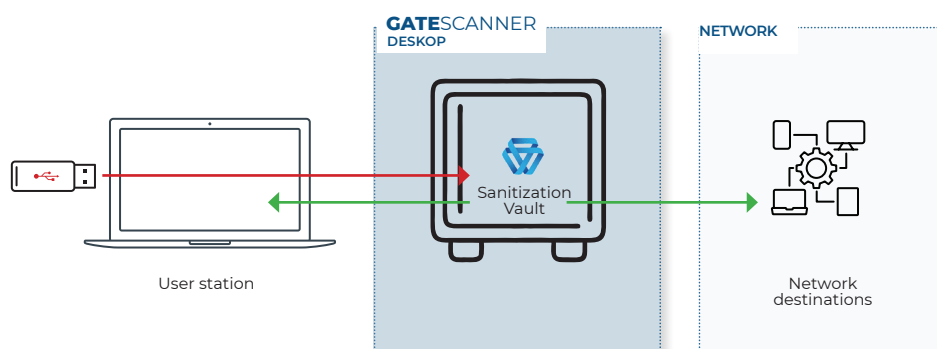 GATESCANNER
DESKOP
NETWORK
Sanitization
Vault
User station
Network
destinations